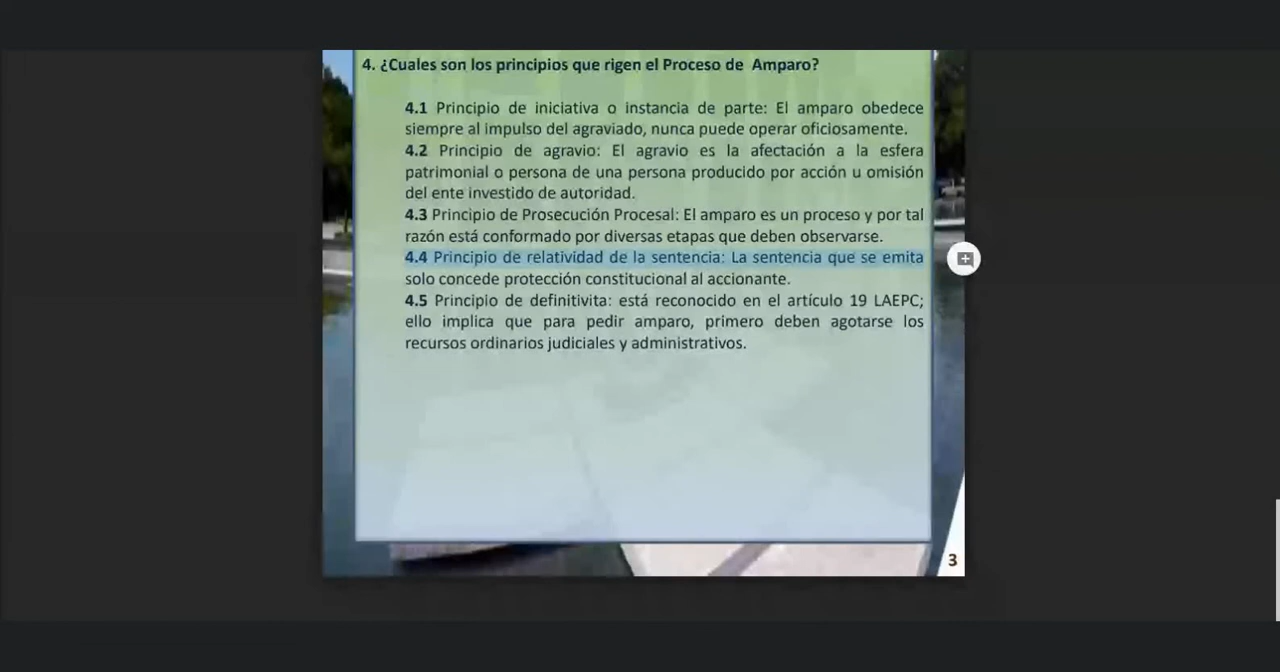 4. ¿Cuales son los principios que rigen el Proceso de Amparo?
4.1 Principio de iniciativa o instancia de parte: El amparo obedece
siempre al impulso del agraviado, nunca puede operar oficiosamente.
4.2 Principio de agravio: El agravio es la afectación a la esfera
patrimonial o persona de una persona producido por acción u omisión
del ente investido de autoridad.
4.3 Principio de Prosecución Procesal: El amparo es un proceso y por tal
razón está conformado por diversas etapas que deben observarse.
4.4 Principio de relatividad de la sentencia: La sentencia que se emita
solo concede protección constitucional al accionante.
4.5 Principio de definitivita: está reconocido en el artículo 19 LAEPC;
ello implica que para pedir amparo, primero deben agotarse los
recursos ordinarios judiciales y administrativos.
3